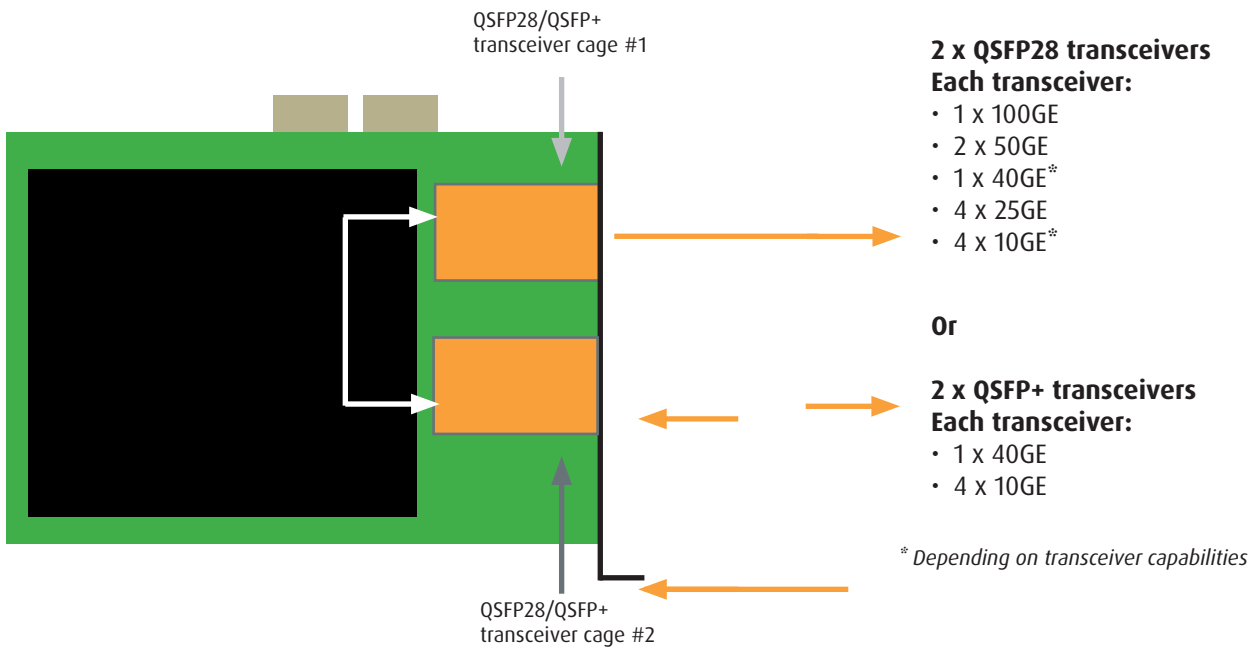 QSFP28/QSFP+
transceiver cage #1
2 x QSFP28 transceivers
Each transceiver:
· 1 x 100GE
· 2 x 50GE
· 1 x 40GE*
· 4 x 25GE
· 4 x 10GE*
Or
2 x QSFP+ transceivers
Each transceiver:
· 1 x 40GE
· 4 x 10GE
* Depending on transceiver capabilities
QSFP28/QSFP+
transceiver cage #2